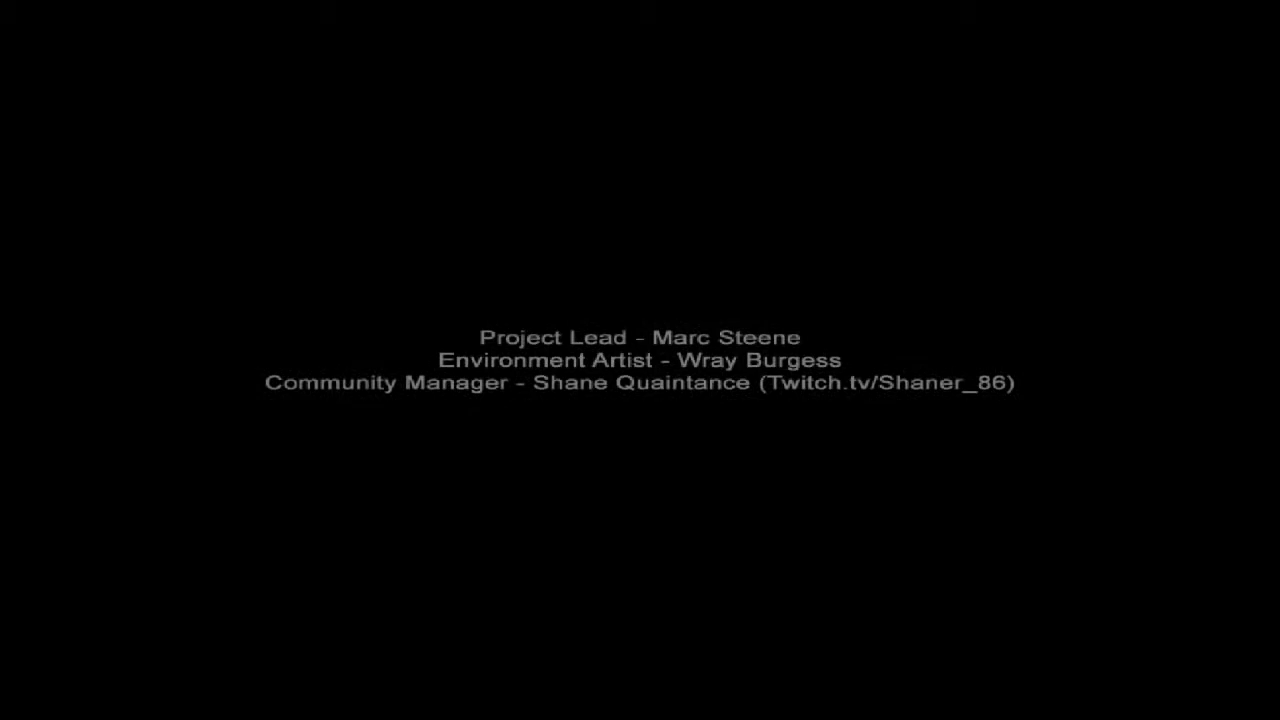 Project Lead - Marc Steene
Environment Artist - Wray Burgess
Community Manager - Shane Quaintance (Twitch.tv/Shaner_86)